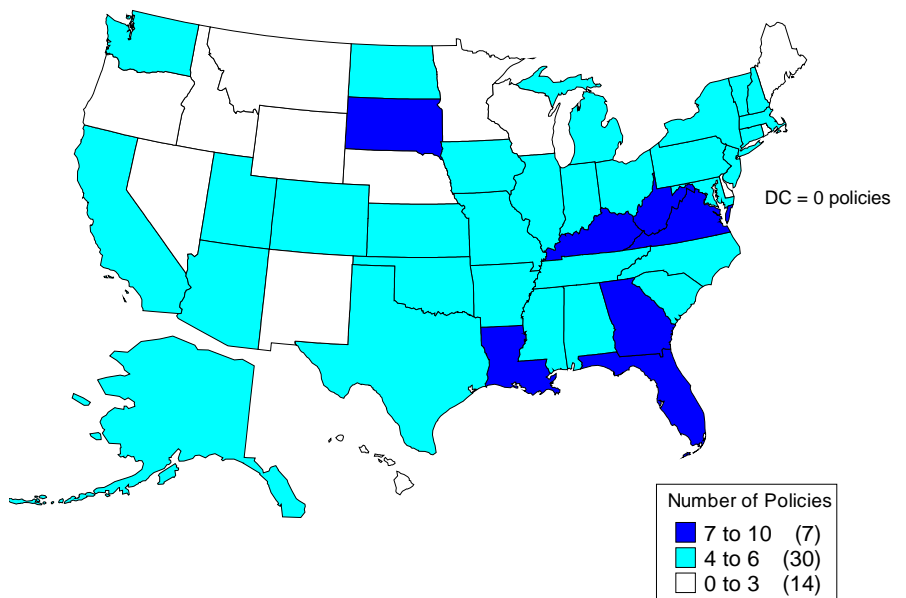 DC = 0 policies
Number of Policies
7 to 10 (7)
4 to 6 (30)
0 to 3 (14)